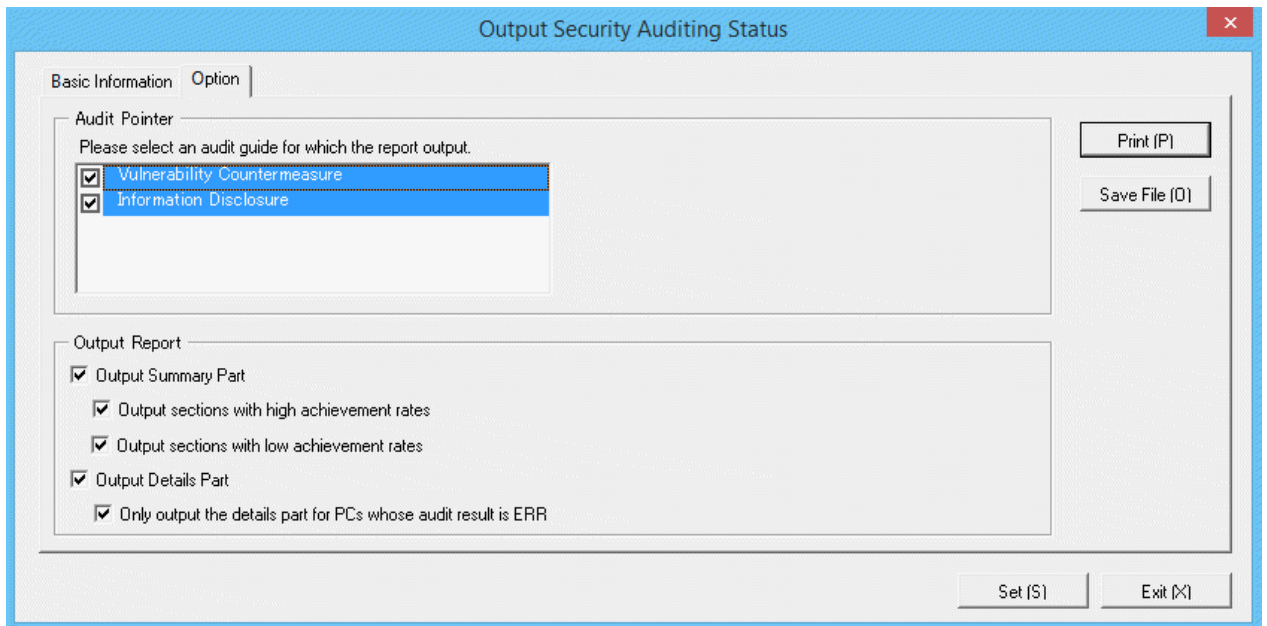 Output Security Auditing Status
Basic Information Option
Audit Pointer
Please select an audit guide for which the report output.
Vulnerability Countermeasure
Information Disclosure
Print (P)
Save File (O)
Output Report
Output Summary Part
Output sections with high achievement rates
Output sections with low achievement rates
Output Details Part
Only output the details part for PCs whose audit result is ERR
Set (S) Exit (X)